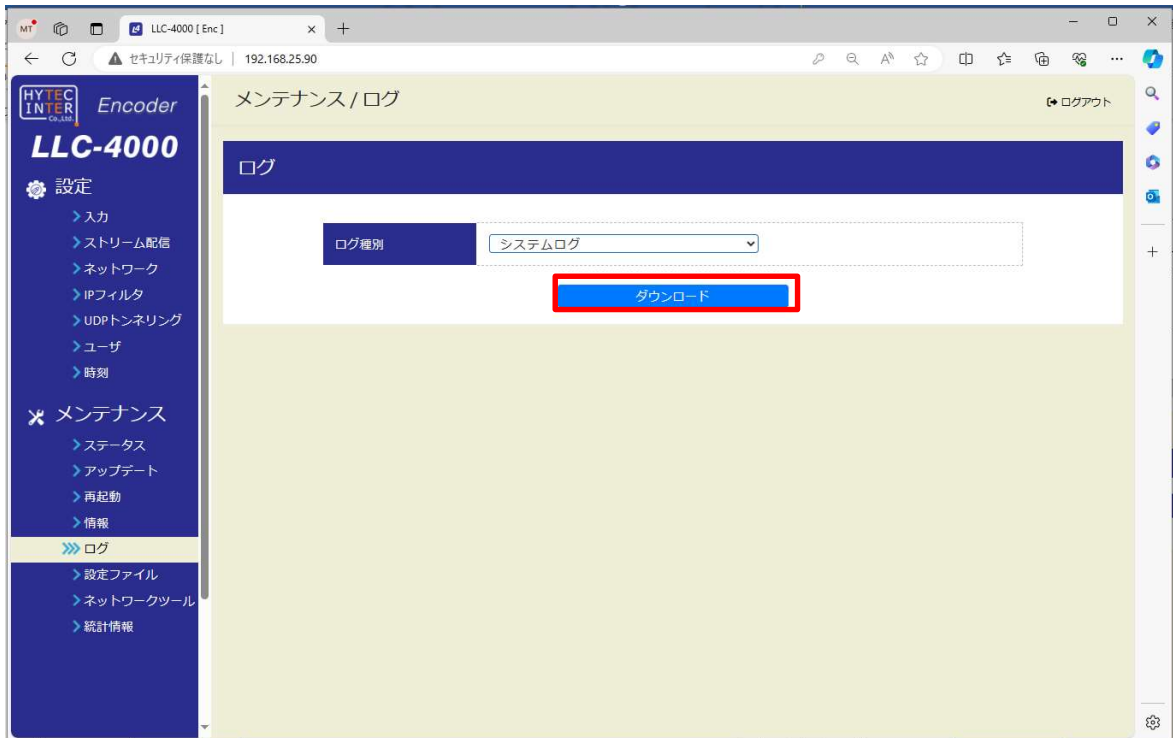 MT
LLC-4000 [ Enc ]
セキュリティ保護なし
192.168.25.90
HYTEC
INTER
Co.,Ltd.
Encoder
LLC-4000
設定
入力
ストリーム配信
ネットワーク
IPフィルタ
UDPトンネリング
ユーザ
時刻
メンテナンス
ステータス
アップデート
再起動
情報
ログ
設定ファイル
ネットワークツール
統計情報
メンテナンス / ログ
ログアウト
ログ
ログ種別
システムログ
ダウンロード